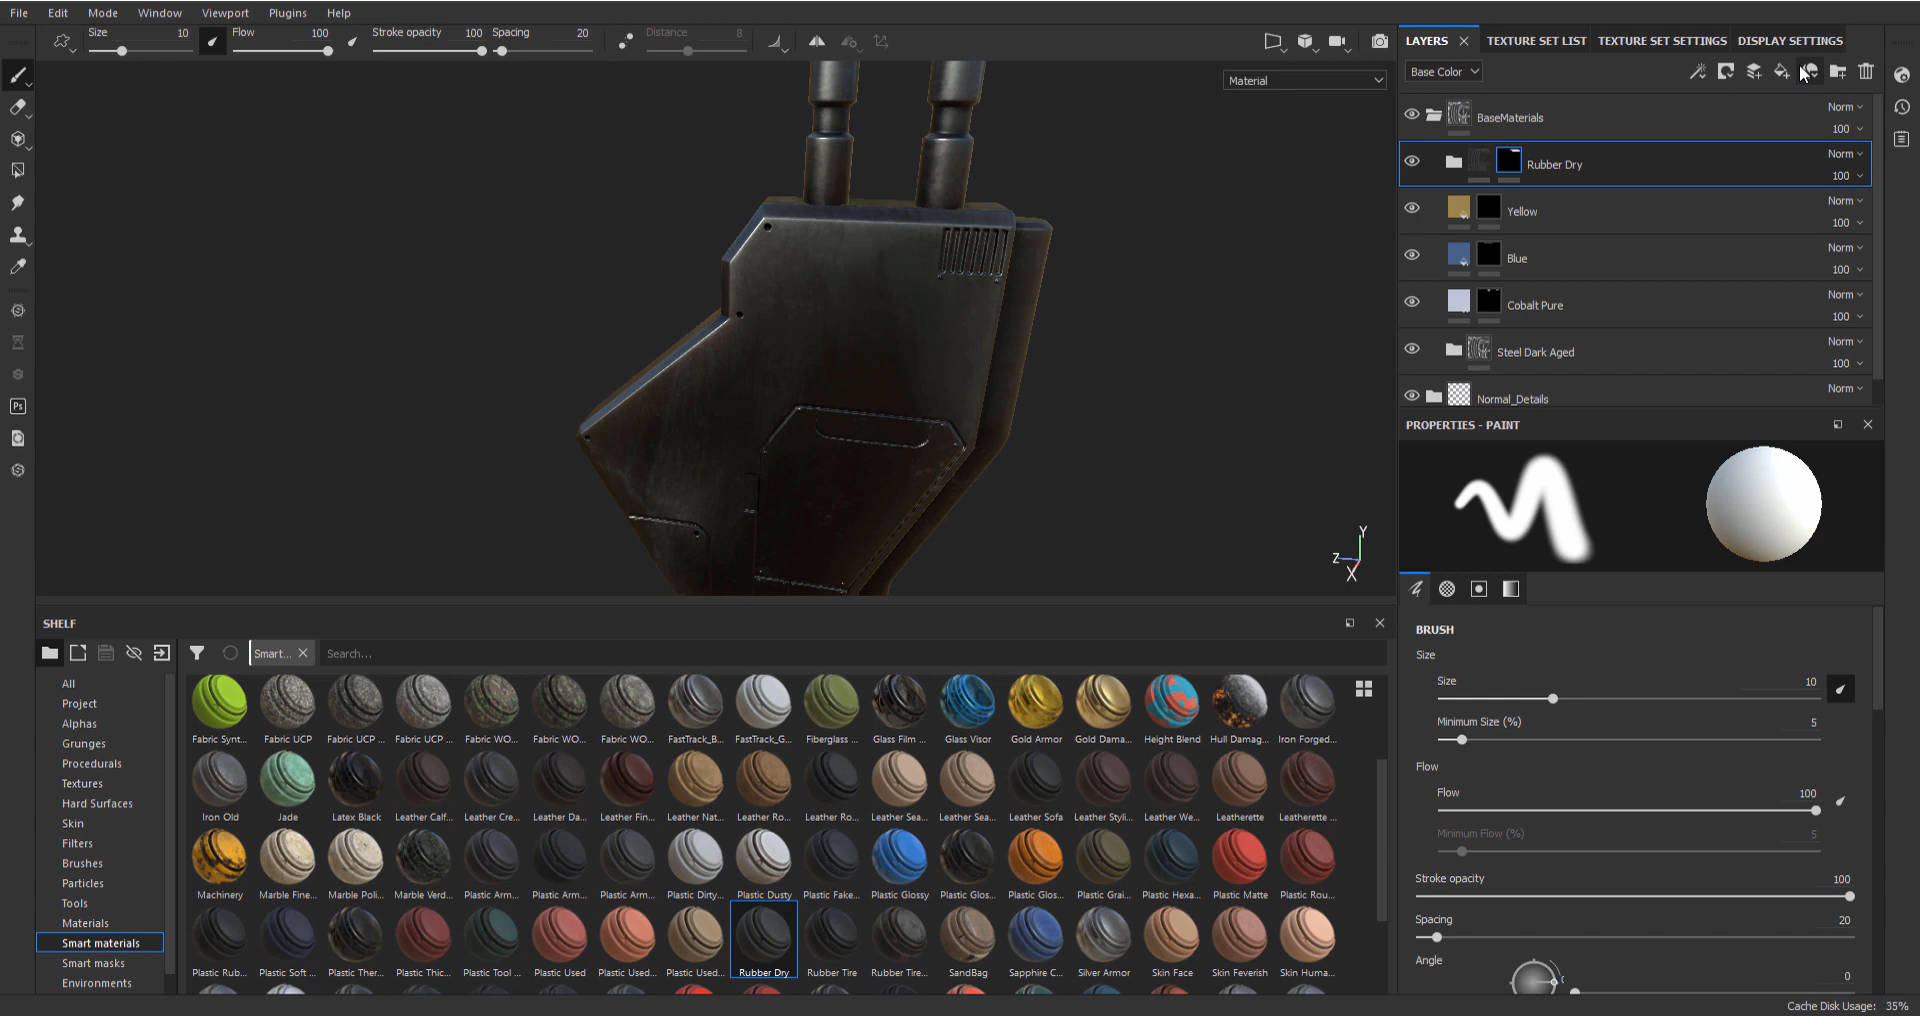 File Edit Mode Window Viewport Plugins Help
Size 10 Flow 100 Stroke opacity 100 Spacing 20 Distance 8
LAYERS TEXTURE SET LIST TEXTURE SET SETTINGS DISPLAY SETTINGS
Material
Base Color
BaseMaterials Norm 100
Rubber Dry Norm 100
Yellow Norm 100
Blue Norm 100
Cobalt Pure Norm 100
Steel Dark Aged Norm 100
Normal_Details Norm
Ps
Y
Z
X
PROPERTIES - PAINT
BRUSH
Size
Size 10
Minimum Size (%) 5
Flow
Flow 100
Minimum Flow (%) 5
Stroke opacity 100
Spacing 20
Angle
0
SHELF
Smart... Search...
All
Project
Alphas
Grunges
Procedurals
Textures
Hard Surfaces
Skin
Filters
Brushes
Particles
Tools
Materials
Smart materials
Smart masks
Environments
Fabric Synt... Fabric UCP Fabric UCP ... Fabric UCP ... Fabric WO... Fabric WO... Fabric WO... FastTrack_B... FastTrack_G... Fiberglass ... Glass Film ... Glass Visor Gold Armor Gold Dama... Height Blend Hull Damag... Iron Forged...
Iron Old Jade Latex Black Leather Calf... Leather Cre... Leather Da... Leather Fin... Leather Nat... Leather Ro... Leather Ro... Leather Sea... Leather Sea... Leather Sofa Leather Styli... Leather We... Leatherette Leatherette ...
Machinery Marble Fine... Marble Poli... Marble Verd... Plastic Arm... Plastic Arm... Plastic Arm... Plastic Dirty... Plastic Dusty Plastic Fake... Plastic Glossy Plastic Glos... Plastic Glos... Plastic Grai... Plastic Hexa... Plastic Matte Plastic Rou...
Plastic Rub... Plastic Soft ... Plastic Ther... Plastic Thic... Plastic Tool ... Plastic Used Plastic Used... Plastic Used... Rubber Dry Rubber Tire Rubber Tire... SandBag Sapphire C... Silver Armor Skin Face Skin Feverish Skin Huma...
Cache Disk Usage: 35%